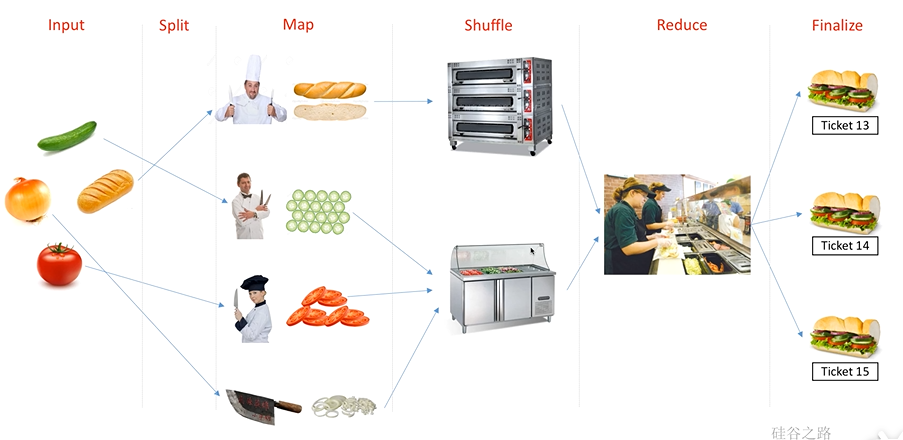 Input
Split
Map
Shuffle
Reduce
Finalize
Ticket 13
Ticket 14
Ticket 15
硅谷之路